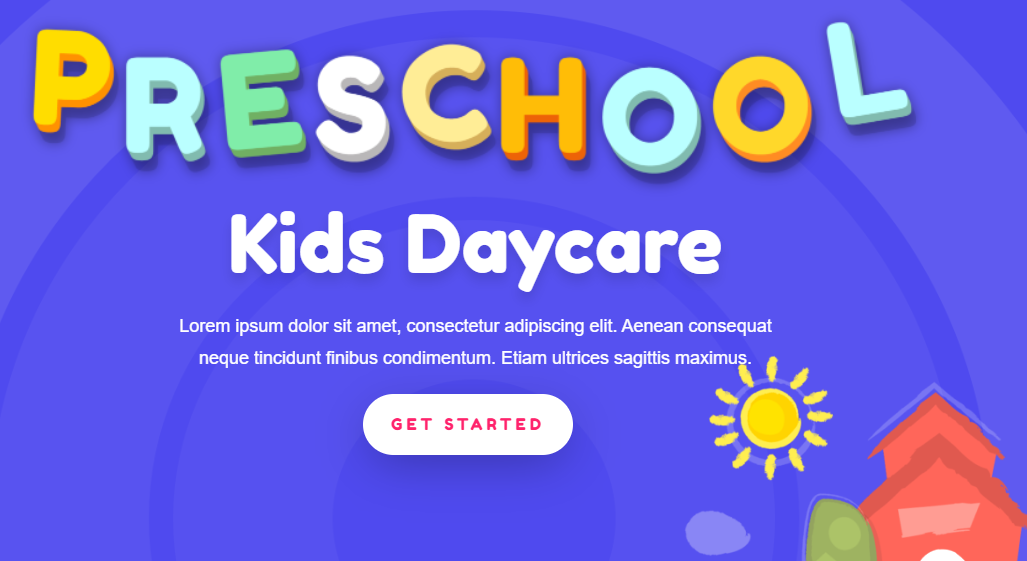 PRESCHOOL
Kids Daycare
Lorem ipsum dolor sit amet, consectetur adipiscing elit. Aenean consequat
neque tincidunt finibus condimentum. Etiam ultrices sagittis maximus.
GET STARTED